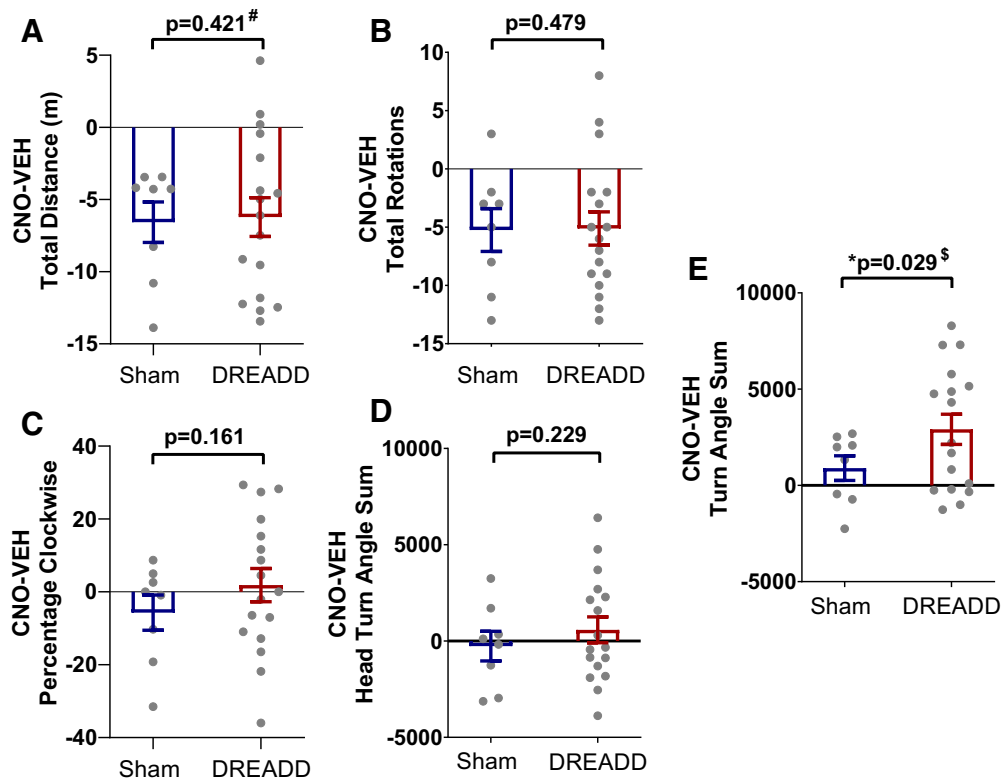 A
p=0.421#
CNO-VEH
Total Distance (m)
5
0
-5
-10
-15
Sham
DREADD
B
p=0.479
CNO-VEH
Total Rotations
10
5
0
-5
-10
-15
Sham
DREADD
C
p=0.161
CNO-VEH
Percentage Clockwise
40
20
0
-20
-40
Sham
DREADD
D
p=0.229
CNO-VEH
Head Turn Angle Sum
10000
5000
0
-5000
Sham
DREADD
E
*p=0.029$
CNO-VEH
Turn Angle Sum
10000
5000
0
-5000
Sham
DREADD